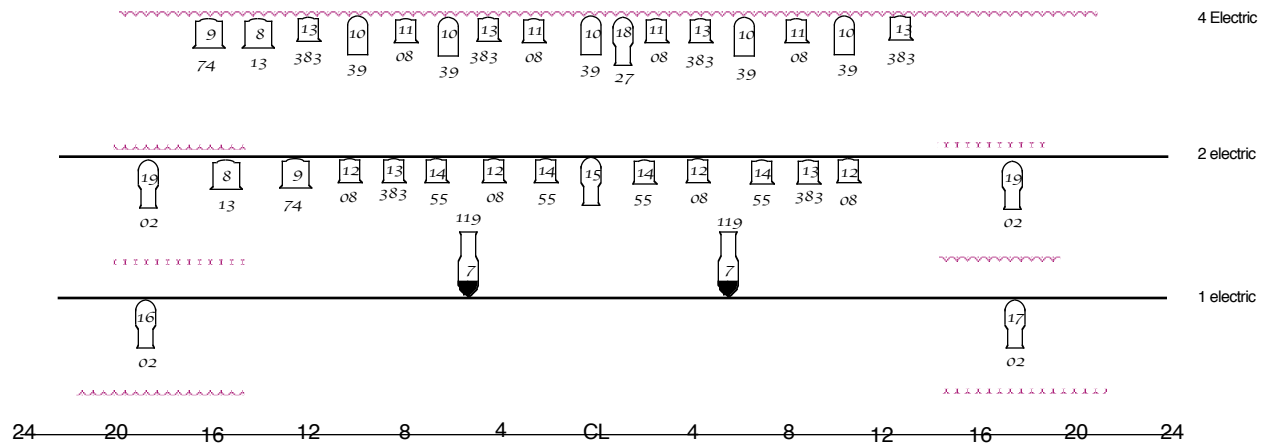 4 Electric
9 8 13 10 11 10 13 11 10 18 11 13 10 11 10 13
74 13 383 39 08 39 383 08 39 27 08 383 39 08 39 383
2 electric
19 8 9 12 13 14 12 14 15 14 12 14 13 12 19
02 13 74 08 383 55 08 55 55 08 55 383 08 02
119 119
7 7
1 electric
16 17
02 02
24 20 16 12 8 4 CL 4 8 12 16 20 24